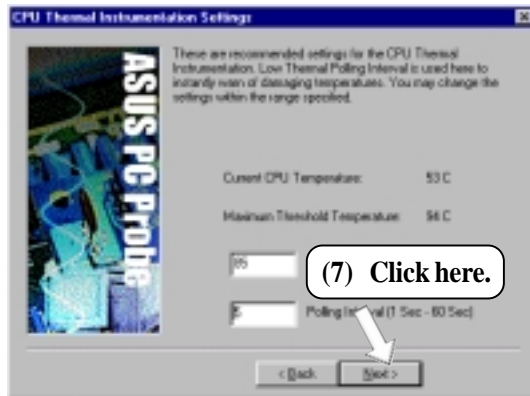 CPU Thermal Instrumentation Settings
ASUS PC Probe
These are recommended settings for the CPU Thermal
Instrumentation. Low Thermal Polling Interval is used here to
instantly warn of damaging temperatures. You may change the
settings within the range specified.
Current CPU Temperature: 53 C
Maximum Threshold Temperature: 94 C
(7) Click here.
Polling (1 Sec - 60 Sec)
< Back
Next >